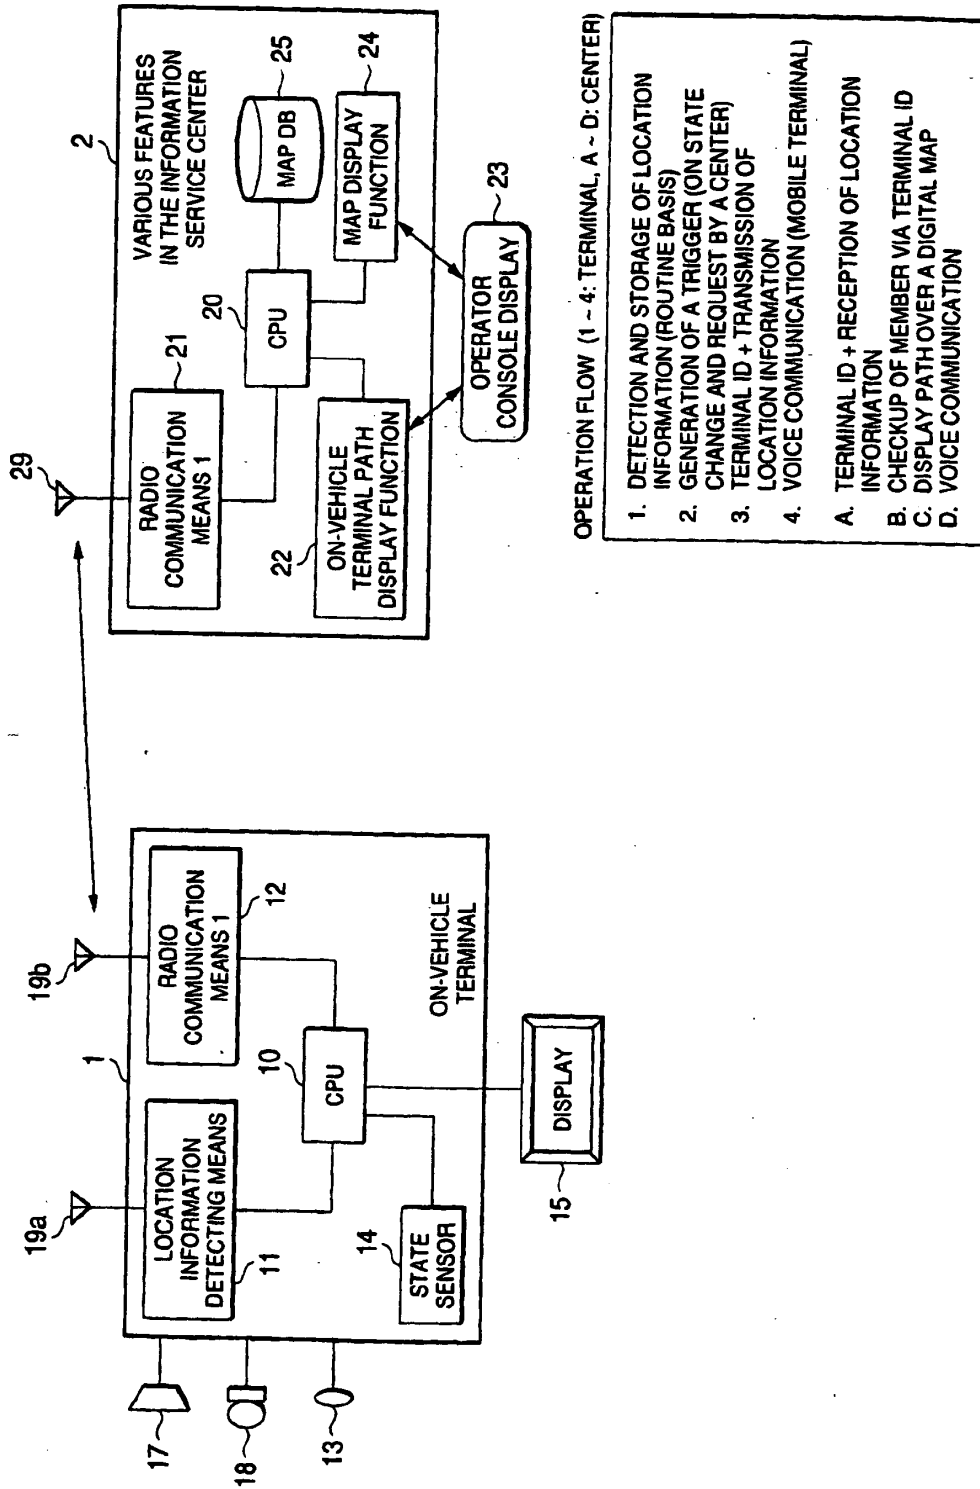 19a
19b
1
LOCATION
INFORMATION
DETECTING MEANS
11
RADIO
COMMUNICATION
MEANS 1
12
10
CPU
14
STATE
SENSOR
ON-VEHICLE
TERMINAL
15
DISPLAY
17
18
13
29
2
RADIO
COMMUNICATION
MEANS 1
21
VARIOUS FEATURES
IN THE INFORMATION
SERVICE CENTER
20
CPU
MAP DB
25
22
ON-VEHICLE
TERMINAL PATH
DISPLAY FUNCTION
MAP DISPLAY
FUNCTION
24
OPERATOR
CONSOLE DISPLAY
23
OPERATION FLOW (1 ~ 4: TERMINAL, A ~ D: CENTER)
1. DETECTION AND STORAGE OF LOCATION
INFORMATION (ROUTINE BASIS)
2. GENERATION OF A TRIGGER (ON STATE
CHANGE AND REQUEST BY A CENTER)
3. TERMINAL ID + TRANSMISSION OF
LOCATION INFORMATION
4. VOICE COMMUNICATION (MOBILE TERMINAL)
A. TERMINAL ID + RECEPTION OF LOCATION
INFORMATION
B. CHECKUP OF MEMBER VIA TERMINAL ID
C. DISPLAY PATH OVER A DIGITAL MAP
D. VOICE COMMUNICATION